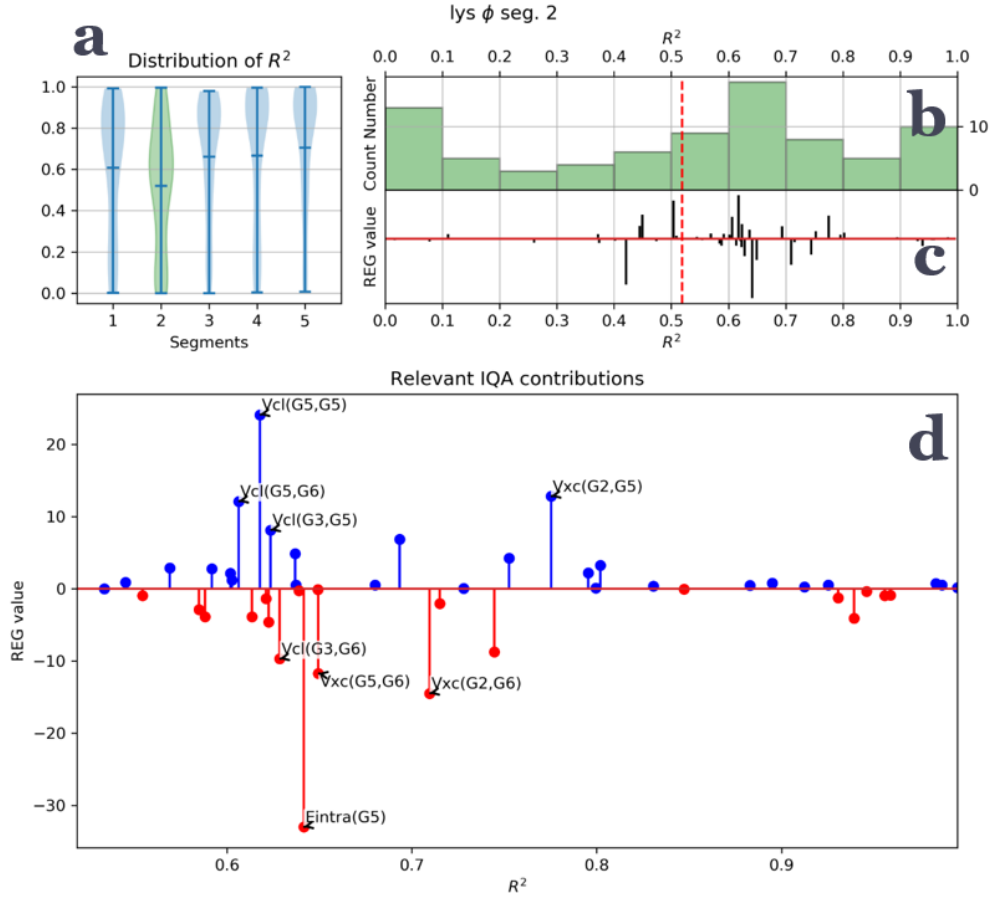 lys ϕ seg. 2
a
Distribution of R²
1.0
0.8
0.6
0.4
0.2
0.0
1 2 3 4 5
Segments
R²
0.0 0.1 0.2 0.3 0.4 0.5 0.6 0.7 0.8 0.9 1.0
Count Number
b
10
0
REG value
c
0.0 0.1 0.2 0.3 0.4 0.5 0.6 0.7 0.8 0.9 1.0
R²
Relevant IQA contributions
d
Vcl(G5,G5)
Vcl(G5,G6)
Vxc(G2,G5)
Vcl(G3,G5)
Vcl(G3,G6)
Vxc(G5,G6)
Vxc(G2,G6)
Eintra(G5)
REG value
20
10
0
−10
−20
−30
0.6 0.7 0.8 0.9
R²